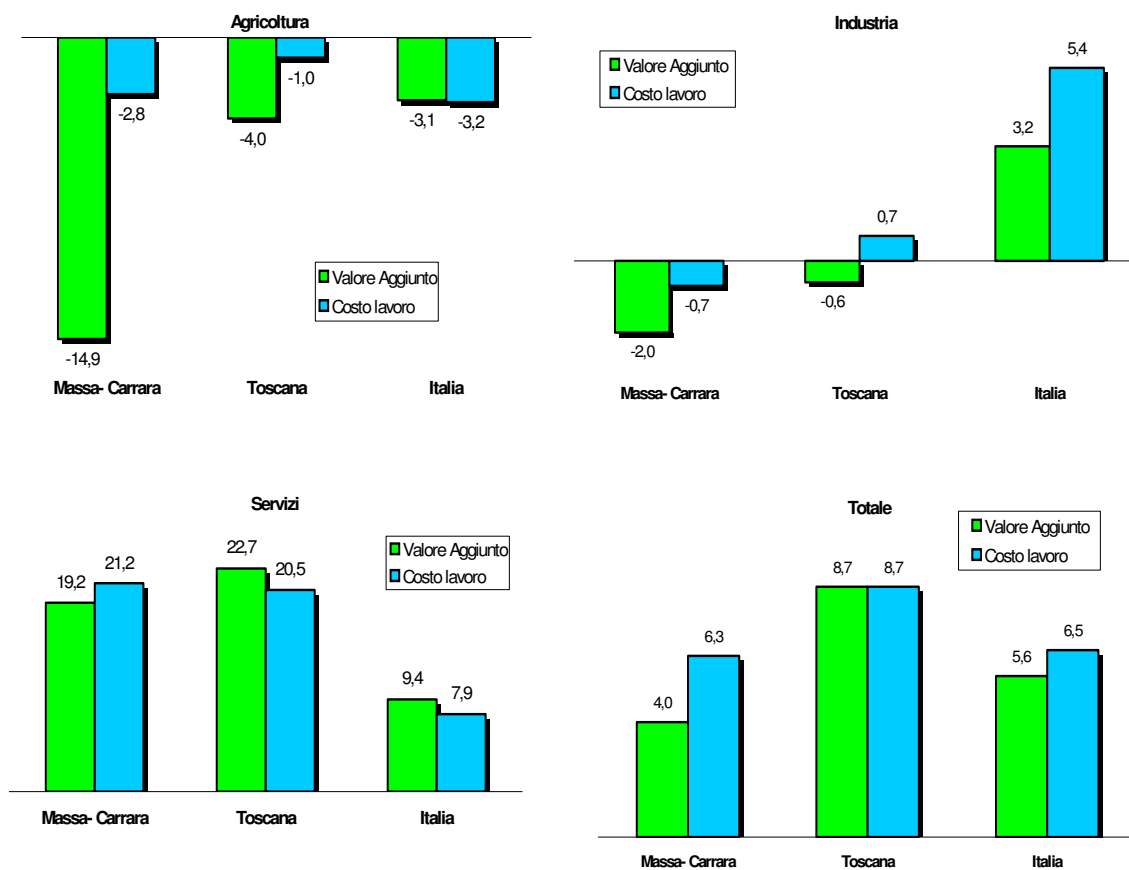 Agricoltura
-2,8
-1,0
-4,0
-3,1
-3,2
-14,9
Valore Aggiunto
Costo lavoro
Massa- Carrara
Toscana
Italia
Industria
Valore Aggiunto
Costo lavoro
5,4
3,2
0,7
-0,7
-0,6
-2,0
Massa- Carrara
Toscana
Italia
Servizi
Valore Aggiunto
Costo lavoro
19,2
21,2
22,7
20,5
9,4
7,9
Massa- Carrara
Toscana
Italia
Totale
Valore Aggiunto
Costo lavoro
8,7
8,7
6,3
4,0
5,6
6,5
Massa- Carrara
Toscana
Italia